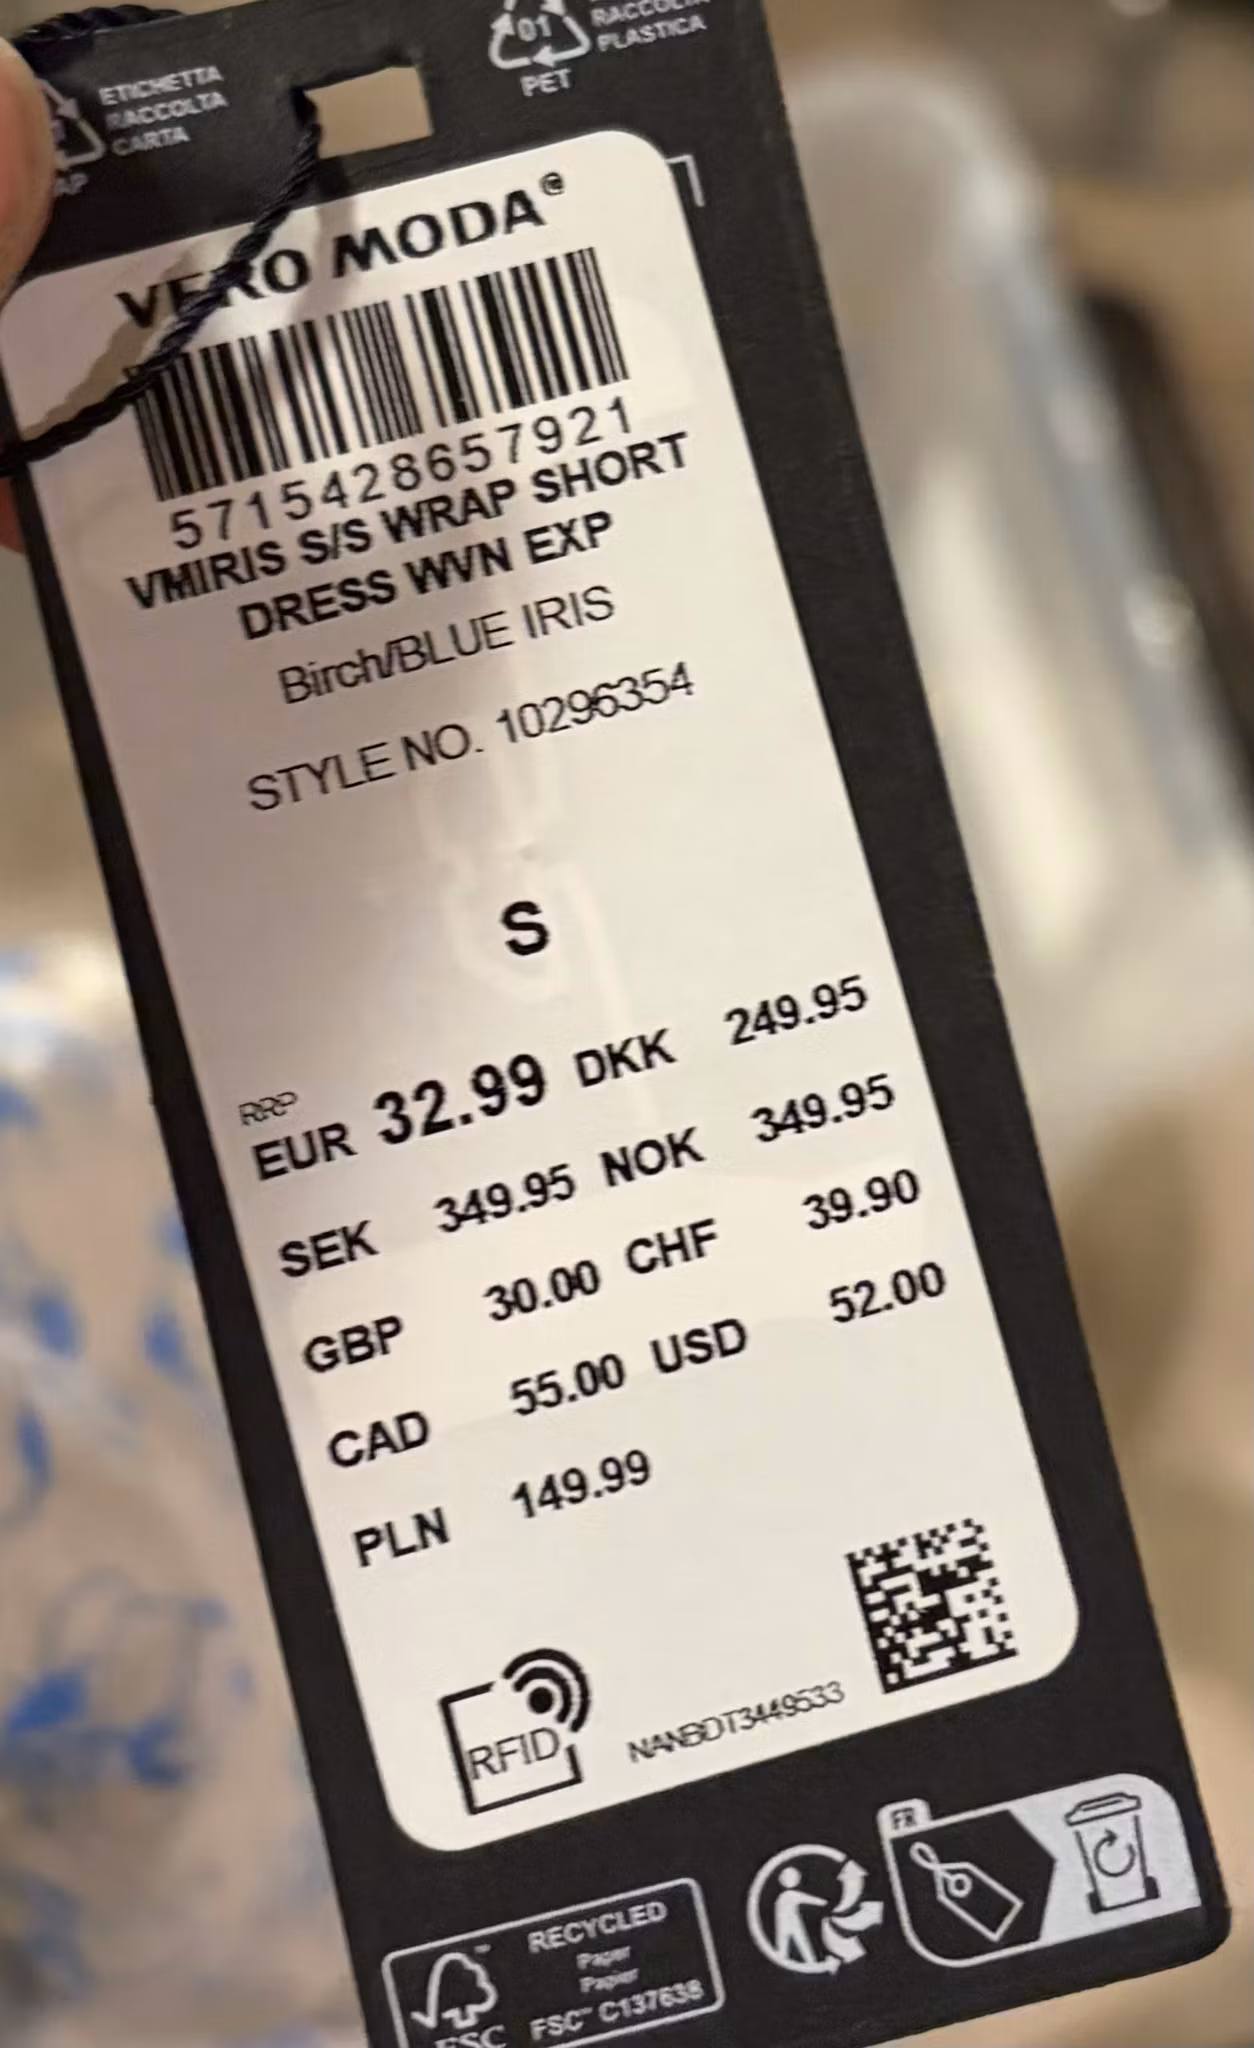 ETICHETTA
RACCOLTA
CARTA
AP
01
PET
RACCOLTA
PLASTICA
VERO MODA®
5715428657921
VMIRIS S/S WRAP SHORT
DRESS WVN EXP
Birch/BLUE IRIS
STYLE NO. 10296354
S
RRP
EUR 32.99 DKK 249.95
SEK 349.95 NOK 349.95
GBP 30.00 CHF 39.90
CAD 55.00 USD 52.00
PLN 149.99
RFID
NANBDT3449533
FR
RECYCLED
Paper
Papier
FSC™ C137638
FSC